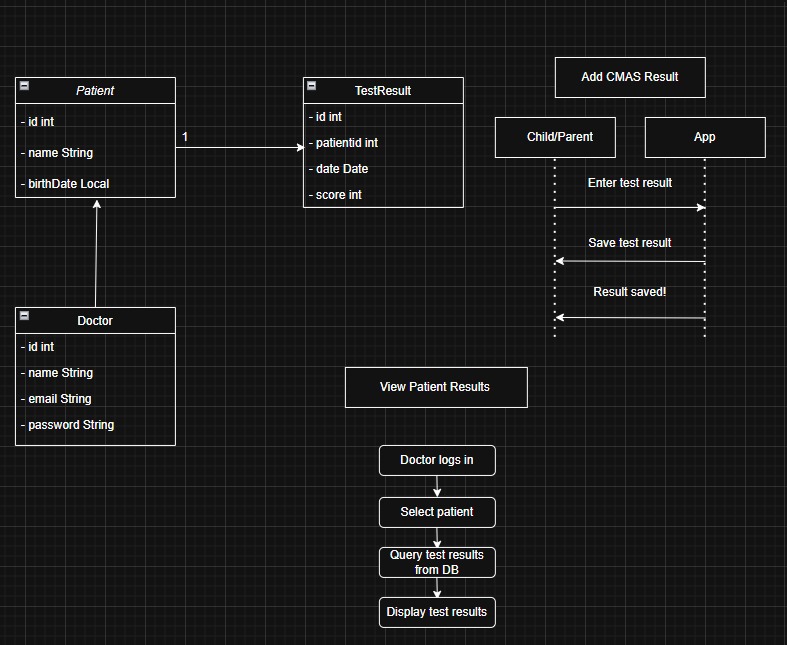 Patient
- id int
- name String
- birthDate Local
1
TestResult
- id int
- patientid int
- date Date
- score int
Add CMAS Result
Child/Parent
App
Enter test result
Save test result
Result saved!
Doctor
- id int
- name String
- email String
- password String
View Patient Results
Doctor logs in
Select patient
Query test results
from DB
Display test results